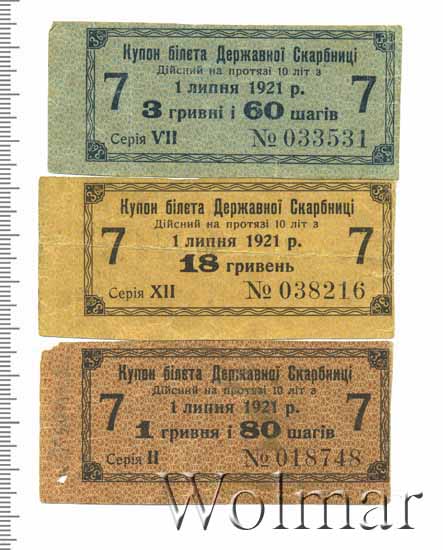 Купон білета Державної Скарбниці
Дійсний на протязі 10 літ з
7 1 липня 1921 р. 7
3 гривні і 60 шагів
Серія VII № 033531
Купон білета Державної Скарбниці
Дійсний на протязі 10 літ з
7 1 липня 1921 р. 7
18 гривень
Серія XII № 038216
Купон білета Державної Скарбниці
Дійсний на протязі 10 літ з
7 1 липня 1921 р. 7
1 гривня і 80 шагів
Серія II № 018748
Wolmar